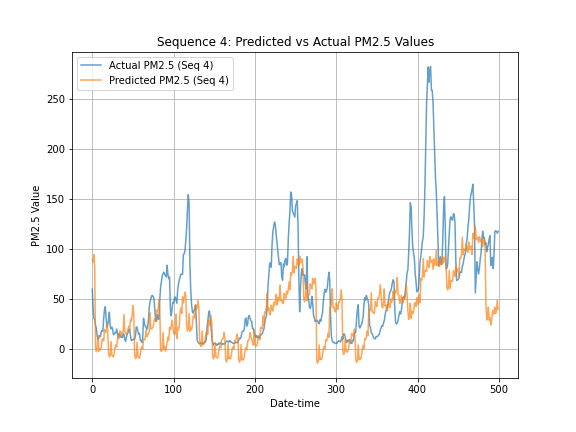 Sequence 4: Predicted vs Actual PM2.5 Values
Actual PM2.5 (Seq 4)
Predicted PM2.5 (Seq 4)
250
200
150
100
50
0
PM2.5 Value
0 100 200 300 400 500
Date-time